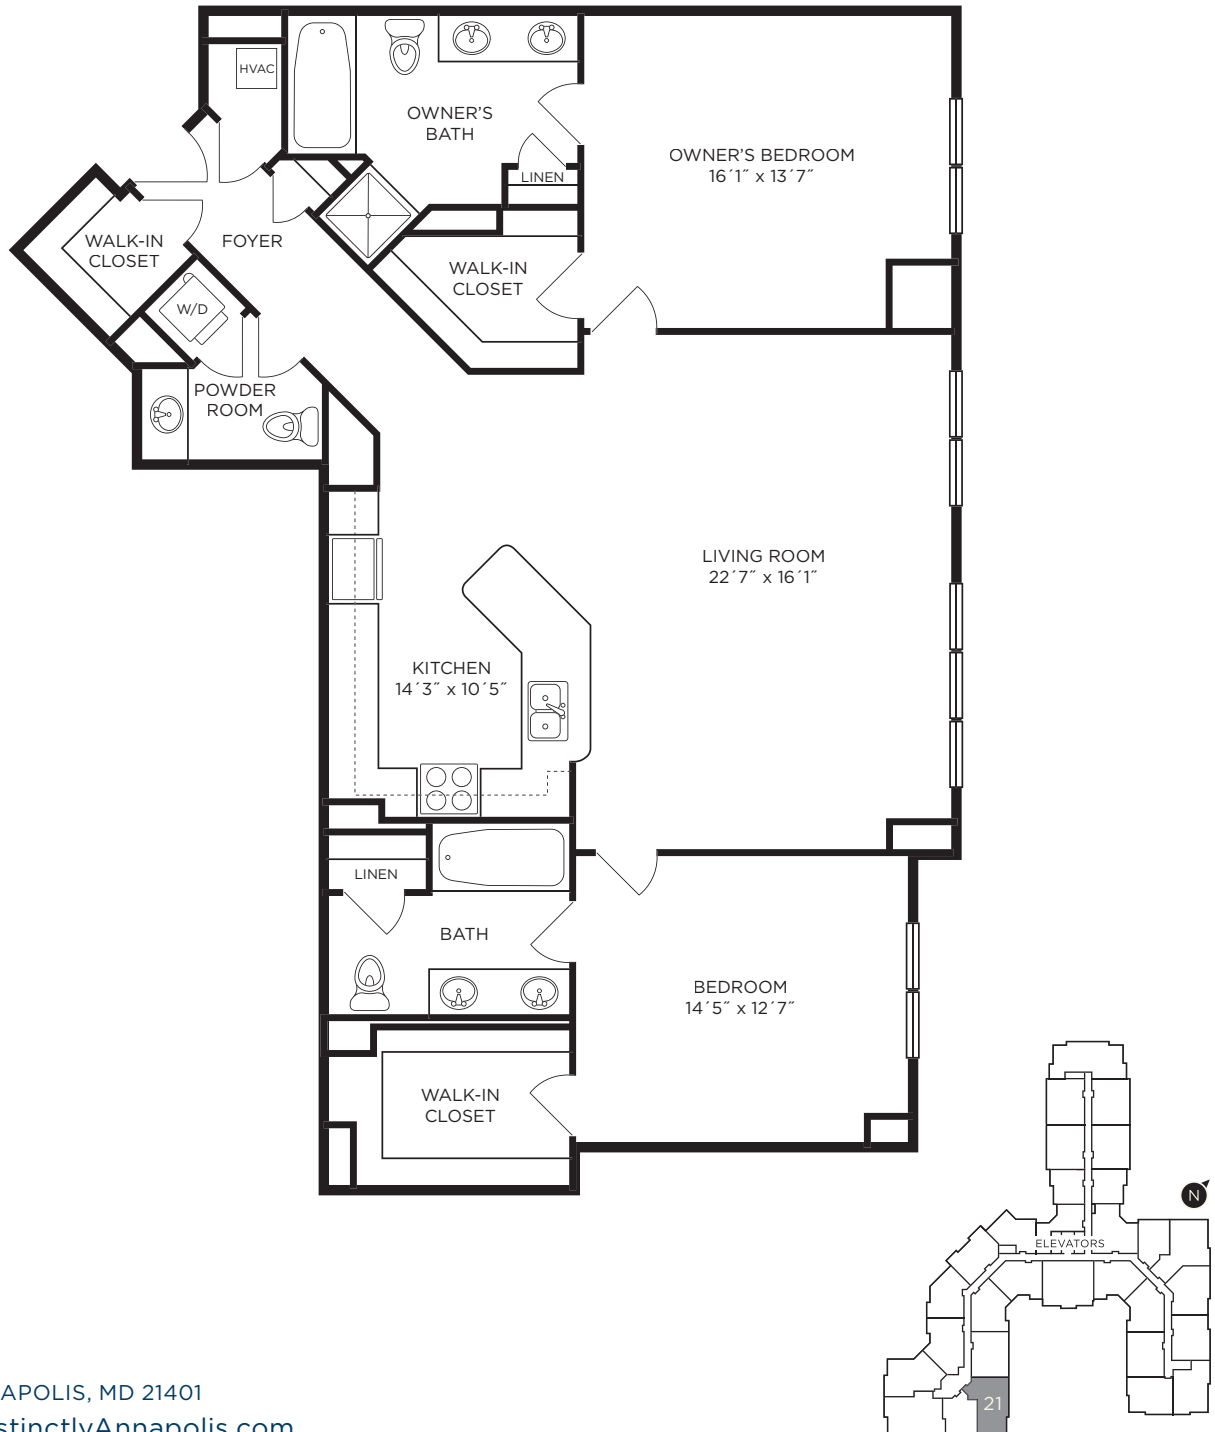 HVAC
OWNER'S
BATH
OWNER'S BEDROOM
16´1˝ x 13´7˝
LINEN
WALK-IN
CLOSET
FOYER
WALK-IN
CLOSET
W/D
POWDER
ROOM
LIVING ROOM
22´7˝ x 16´1˝
KITCHEN
14´3˝ x 10´5˝
LINEN
BATH
BEDROOM
14´5˝ x 12´7˝
WALK-IN
CLOSET
N
ELEVATORS
21
APOLIS, MD 21401
stinctlyAnnapolis.com